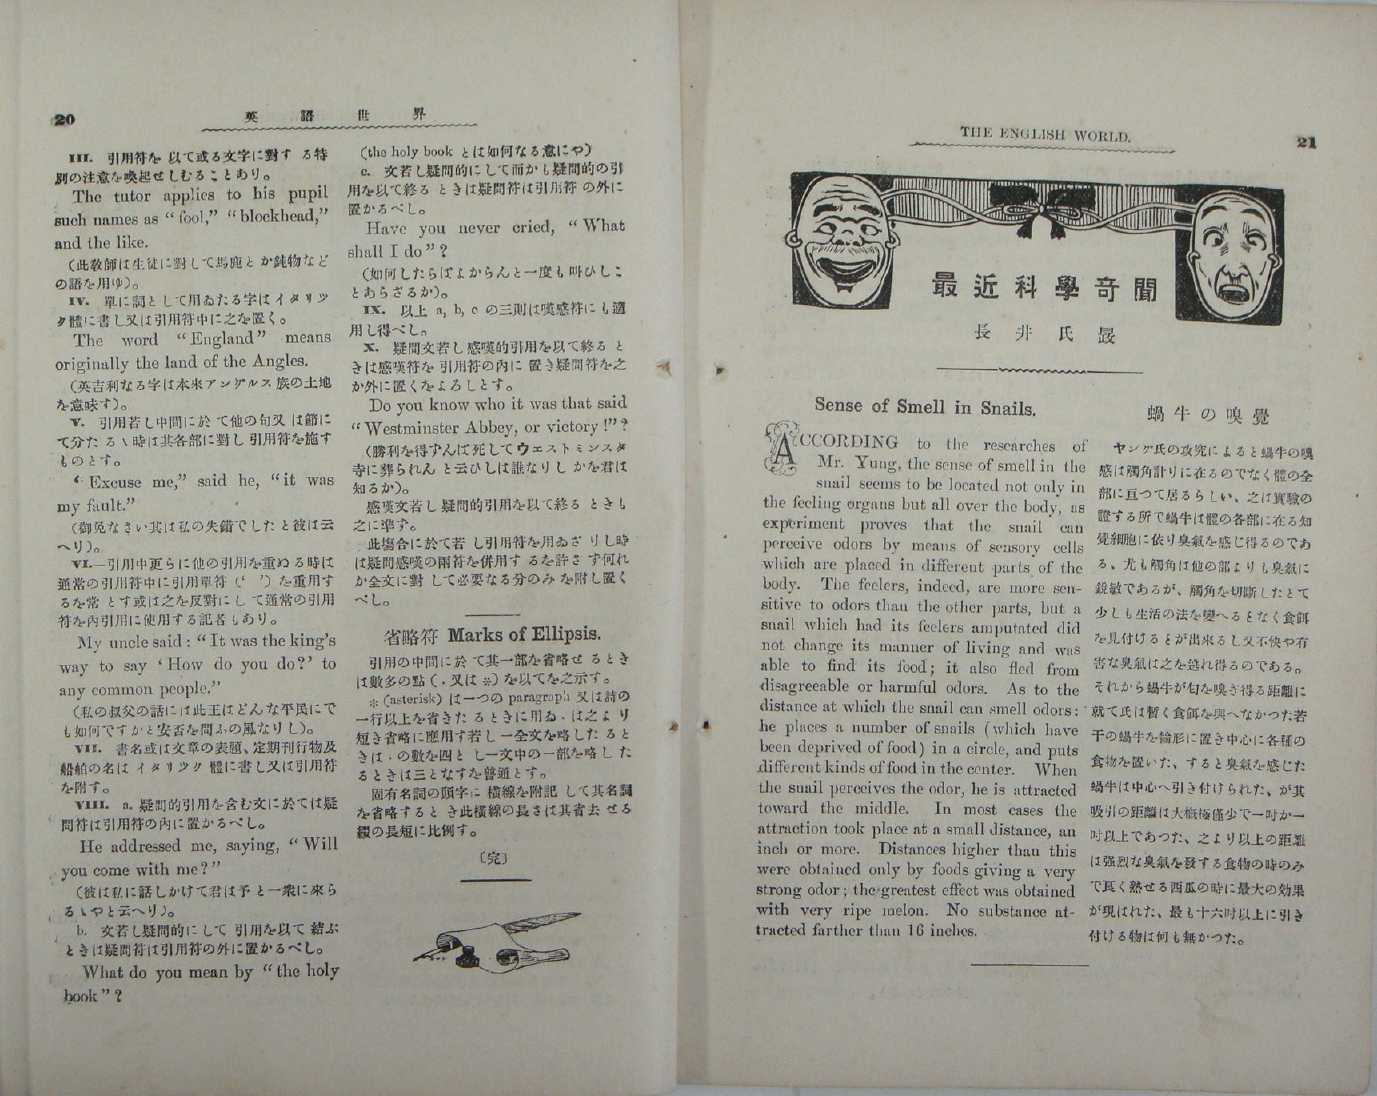 20
英語世界
III. 引用符を以て或る文字に對する特
別の注意を喚起せしむることあり。
The tutor applies to his pupil
such names as “fool,” “blockhead,”
and the like.
(此敎師は生徒に對して馬鹿とか鈍物など
の語を用ゆ)。
IV. 單に詞として用ゐたる字はイタリツ
ク體に書し又は引用符中に之を置く。
The word “England” means
originally the land of the Angles.
(英吉利なる字は本來アングルス族の土地
を意味す)。
V. 引用若し中間に於て他の句又は節に
て分たるゝ時は其各部に對し引用符を施す
ものとす。
“Excuse me,” said he, “it was
my fault.”
(御免なさい其は私の失錯でしたと彼は云
へり)。
VI.—引用中更らに他の引用を重ぬる時は
通常の引用符中に引用單符 (‘ ’) を重用す
るを常とす或は之を反對にして通常の引用
符を內引用に使用する記者もあり。
My uncle said: “It was the king's
way to say ‘How do you do?’ to
any common people.”
(私の叔父の話には此王はどんな平民にで
も如何ですかと安否を問ふの風なりし)。
VII. 書名或は文章の表題、定期刊行物及
船舶の名はイタリツク體に書し又は引用符
を附す。
VIII. a. 疑問的引用を含む文に於ては疑
問符は引用符の內に置かるべし。
He addressed me, saying, “Will
you come with me?”
(彼は私に話しかけて君は予と一衆に來ら
るゝやと云へり)。
b. 文若し疑問的にして引用を以て結ぶ
ときは疑問符は引用符の外に置かるべし。
What do you mean by “the holy
book”?
(the holy book とは如何なる意にや)
c. 文若し疑問的にして而かも疑問的の引
用を以て終るときは疑問符は引用符の外に
置かるべし。
Have you never cried, “What
shall I do”?
(如何したらばよからんと一度も叫びしこ
とあらざるか)。
IX. 以上 a, b, c の三則は嘆感符にも適
用し得べし。
X. 疑問文若し感嘆的引用を以て終ると
きは感嘆符を引用符の內に置き疑問符を之
か外に置くをよろしとす。
Do you know who it was that said
“Westminster Abbey, or victory!”?
(勝利を得ずんば死してウェストミンスタ
寺に葬られんと云ひしは誰なりしかを君は
知るか)。
感嘆文若し疑問的引用を以て終るときも
之に準ず。
此塲合に於て若し引用符を用ゐざりし時
は疑問感嘆の兩符を併用するを許さず何れ
か全文に對して必要なる分のみを附し置く
べし。
省略符 Marks of Ellipsis.
引用の中間に於て其一部を省略せるとき
は數多の點 (. 又は ※) を以てを之示す。
※ (asterisk) は一つの paragraph 又は詩の
一行以上を省きたるときに用ゐ . は之より
短き省略に應用す若し一全文を略したると
きは . の數を四とし一文中の一部を略した
るときは三となすを普通とす。
固有名詞の頭字に橫線を附記して其名詞
を省略するとき此橫線の長さは其省去せる
綴の長短に比例す。
〔完〕
THE ENGLISH WORLD.
21
最近科學奇聞
長井氏最
Sense of Smell in Snails.
ACCORDING to the researches of
Mr. Yung, the sense of smell in the
snail seems to be located not only in
the feeling organs but all over the body, as
experiment proves that the snail can
perceive odors by means of sensory cells
which are placed in different parts of the
body. The feelers, indeed, are more sen-
sitive to odors than the other parts, but a
snail which had its feelers amputated did
not change its manner of living and was
able to find its food; it also fled from
disagreeable or harmful odors. As to the
distance at which the snail can smell odors:
he places a number of snails (which have
been deprived of food) in a circle, and puts
different kinds of food in the center. When
the snail perceives the odor, he is attracted
toward the middle. In most cases the
attraction took place at a small distance, an
inch or more. Distances higher than this
were obtained only by foods giving a very
strong odor; the greatest effect was obtained
with very ripe melon. No substance at-
tracted farther than 16 inches.
蝸牛の嗅覺
ヤング氏の攻究によると蝸牛の嗅
感は觸角計りに在るのでなく體の全
部に亘つて居るらしい、之は實驗の
證する所で蝸牛は體の各部に在る知
覺細胞に依り臭氣を感じ得るのであ
る、尤も觸角は他の部よりも臭氣に
銳敏であるが、觸角を切斷したとて
少しも生活の法を變へるとなく食餌
を見付けるとが出來るし又不快や有
害な臭氣は之を遁れ得るのである。
それから蝸牛が匂を嗅ぎ得る距離に
就て氏は暫く食餌を與へなかつた若
干の蝸牛を輪形に置き中心に各種の
食物を置いた、すると臭氣を感じた
蝸牛は中心へ引き付けられた、が其
吸引の距離は大槪極僅少で一吋か一
吋以上であつた、之より以上の距離
は强烈な臭氣を發する食物の時のみ
で良く熟せる西瓜の時に最大の効果
が現はれた、最も十六吋以上に引き
付ける物は何も無かつた。